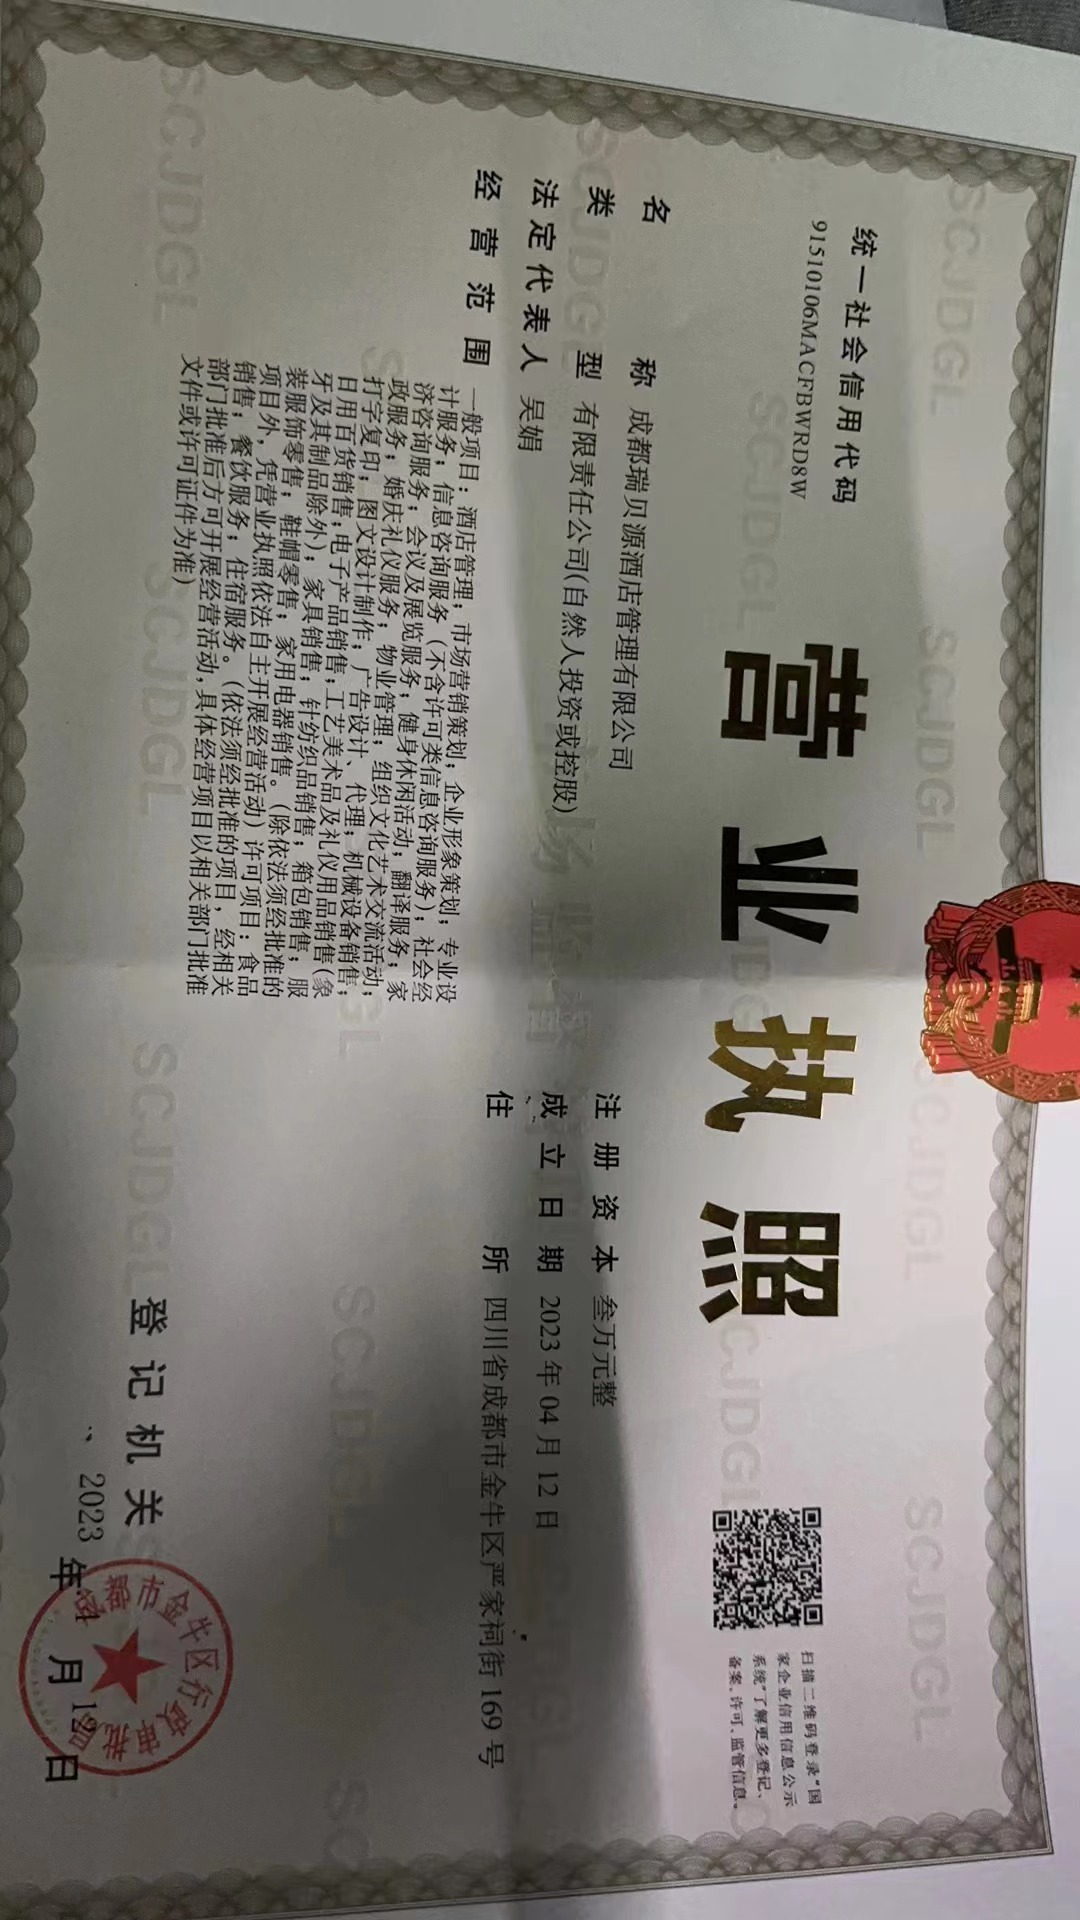 统一社会信用代码
91510106MACFBWRD8W
营业执照
扫描二维码登录“国
家企业信用信息公示
系统”了解更多登记、
备案、许可、监管信息。
名称 成都瑞贝源酒店管理有限公司
类型 有限责任公司(自然人投资或控股)
法定代表人 吴娟
经营范围 一般项目：酒店管理；市场营销策划；企业形象策划；专业设
计服务；信息咨询服务（不含许可类信息咨询服务）；社会经
济咨询服务；会议及展览服务；健身休闲活动；翻译服务；家
政服务；婚庆礼仪服务；物业管理；组织文化艺术交流活动；
打字复印；图文设计制作；广告设计、代理；机械设备销售；
日用百货销售；电子产品销售；工艺美术品及礼仪用品销售（象
牙及其制品除外）；家具销售；针纺织品销售；箱包销售；服
装服饰零售；鞋帽零售；家用电器销售。（除依法须经批准的
项目外，凭营业执照依法自主开展经营活动）许可项目：食品
销售；餐饮服务；住宿服务。（依法须经批准的项目，经相关
部门批准后方可开展经营活动，具体经营项目以相关部门批准
文件或许可证件为准）
注册资本 叁万元整
成立日期 2023年04月12日
住所 四川省成都市金牛区严家祠街169号
登记机关
2023年4月12日
成都市金牛区行政审批局
SCJDGL